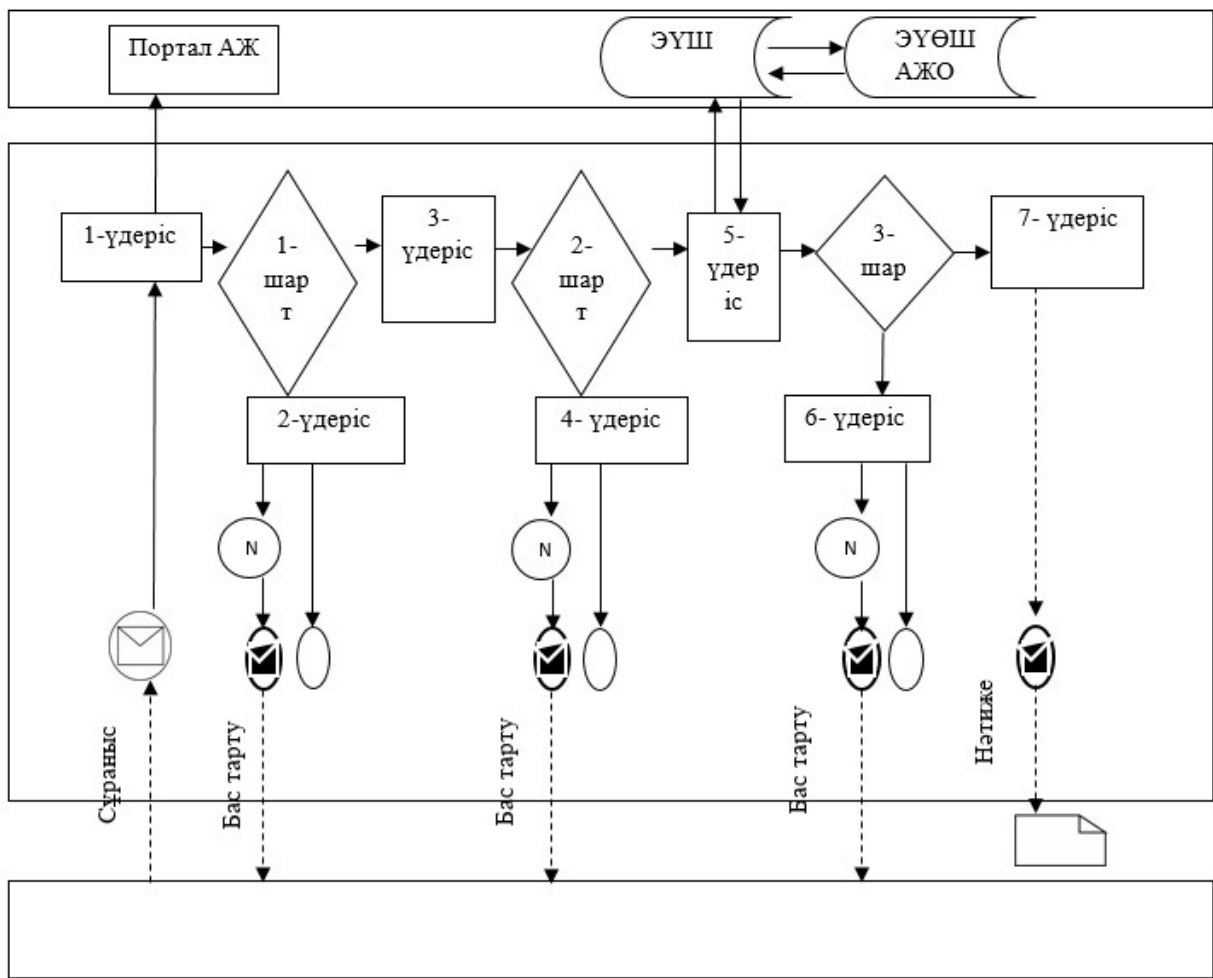 Портал АЖ
ЭҮШ
ЭҮӨШ
АЖО
1-үдеріс
1-
шар
т
3-
үдеріс
2-
шар
т
5-
үдер
іс
3-
шар
7- үдеріс
2-үдеріс
4- үдеріс
6- үдеріс
N
N
N
Сұраныс
Бас тарту
Бас тарту
Бас тарту
Нәтиже